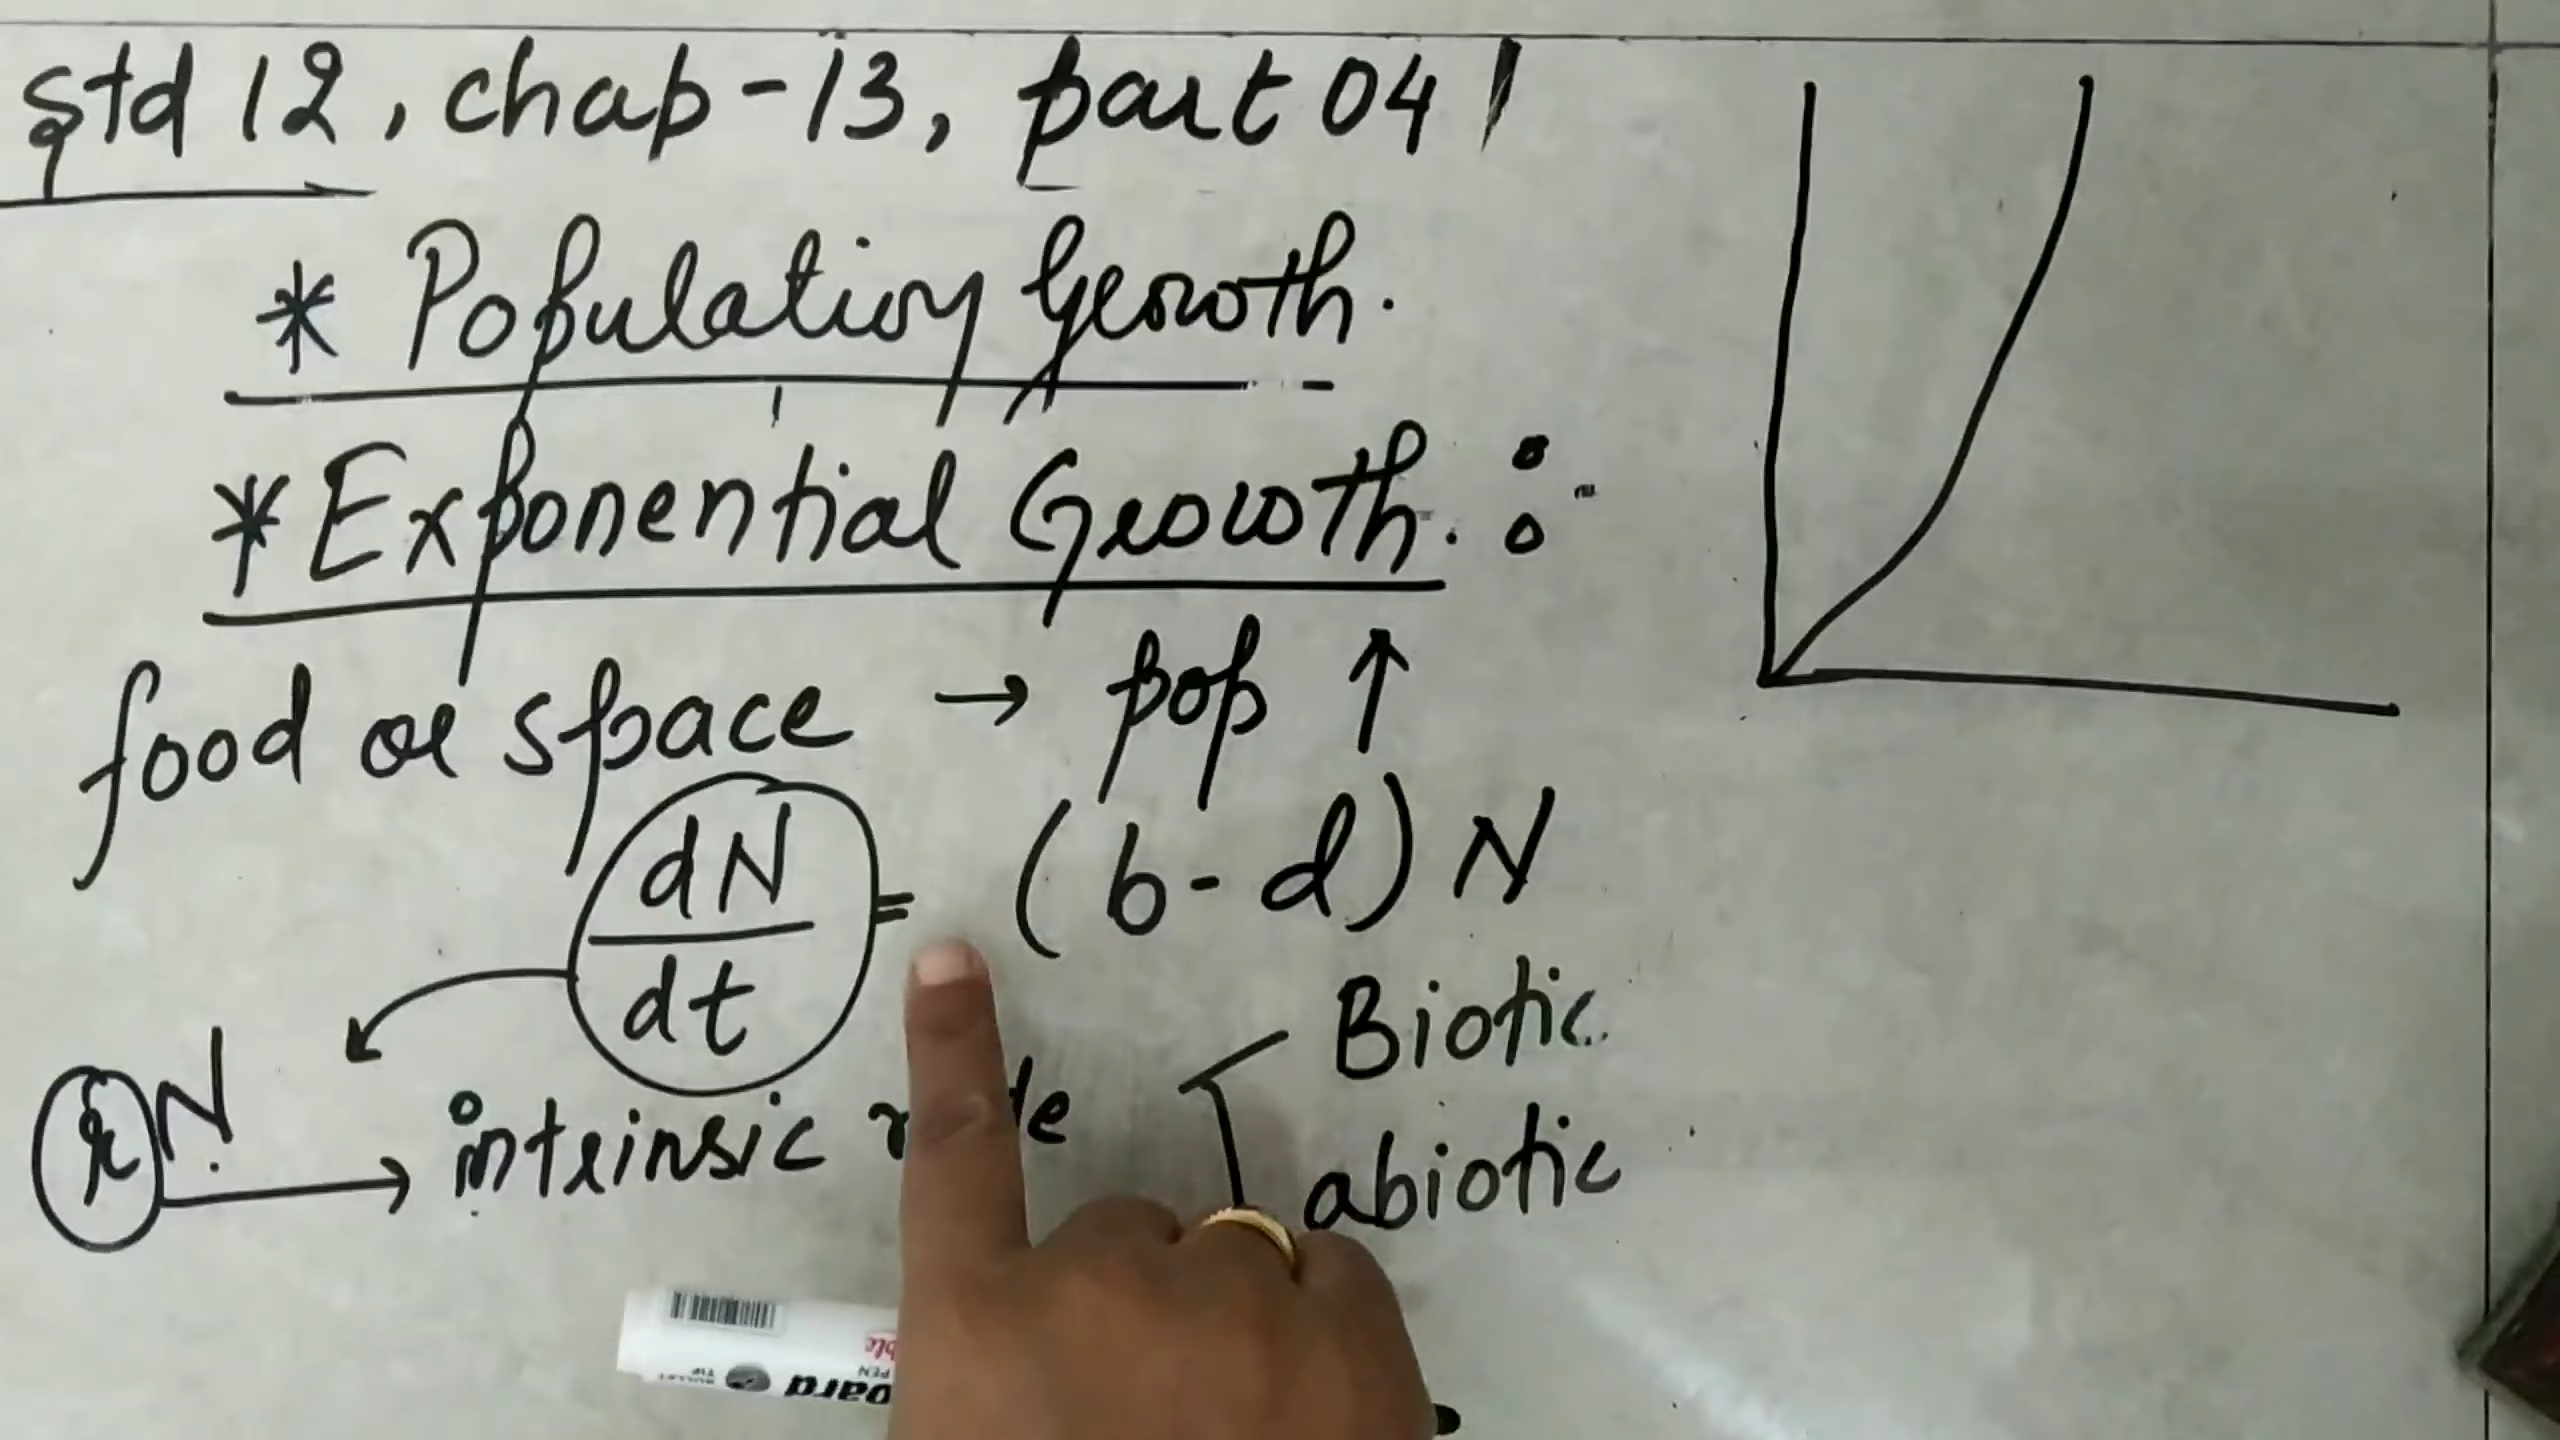 std 12, chap-13, part 04
* Population Growth.
* Exponential Growth. :-
food or space → pop ↑
dN/dt = (b-d) N
Biotic
rN → intrinsic
abiotic